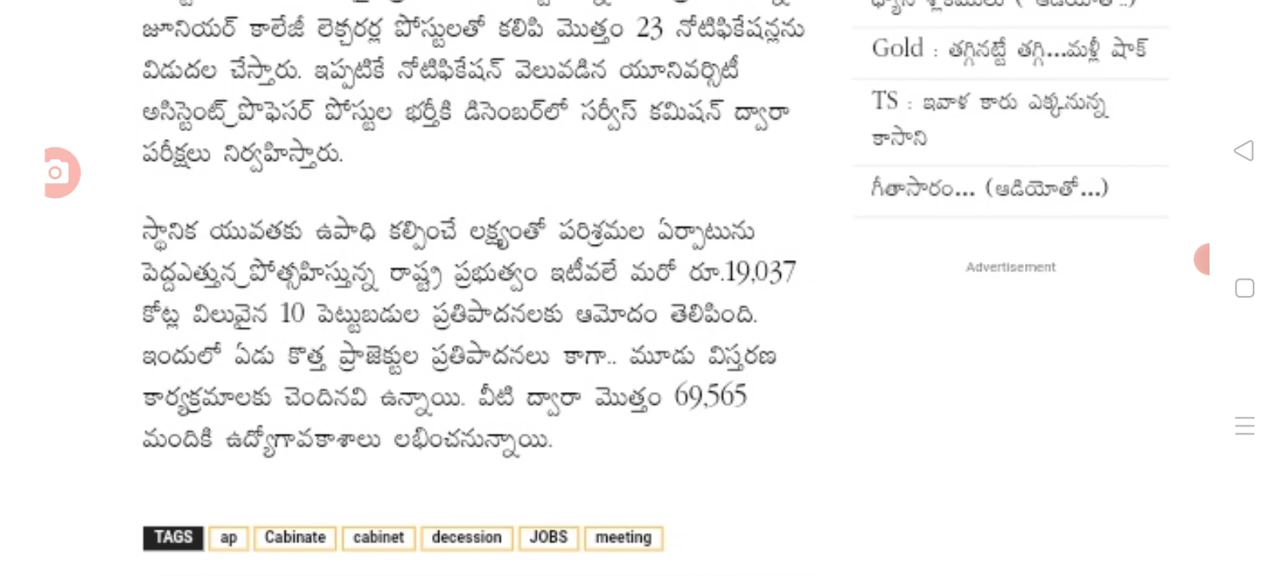 జూనియర్ కాలేజీ లెక్చరర్ల పోస్టులతో కలిపి మొత్తం 23 నోటిఫికేషన్లను
విడుదల చేస్తారు. ఇప్పటికే నోటిఫికేషన్ వెలువడిన యూనివర్సిటీ
అసిస్టెంట్ ప్రొఫెసర్ పోస్టుల భర్తీకి డిసెంబర్‌లో సర్వీస్ కమిషన్ ద్వారా
పరీక్షలు నిర్వహిస్తారు.
స్థానిక యువతకు ఉపాధి కల్పించే లక్ష్యంతో పరిశ్రమల ఏర్పాటును
పెద్దఎత్తున ప్రోత్సహిస్తున్న రాష్ట్ర ప్రభుత్వం ఇటీవలే మరో రూ.19,037
కోట్ల విలువైన 10 పెట్టుబడుల ప్రతిపాదనలకు ఆమోదం తెలిపింది.
ఇందులో ఏడు కొత్త ప్రాజెక్టుల ప్రతిపాదనలు కాగా.. మూడు విస్తరణ
కార్యక్రమాలకు చెందినవి ఉన్నాయి. వీటి ద్వారా మొత్తం 69,565
మందికి ఉద్యోగావకాశాలు లభించనున్నాయి.
TAGS ap Cabinate cabinet decession JOBS meeting
Gold : తగ్గినట్టే తగ్గి...మళ్లీ షాక్
TS : ఇవాళ కారు ఎక్కనున్న
కాసాని
గీతాసారం... (ఆడియోతో...)
Advertisement